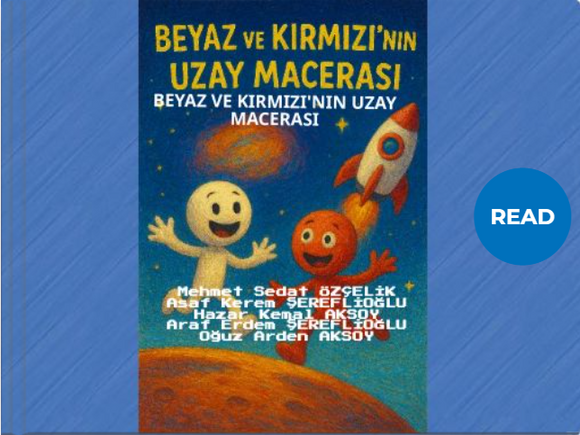 BEYAZ VE KIRMIZI'NIN
UZAY MACERASI
BEYAZ VE KIRMIZI'NIN UZAY
MACERASI
READ
Mehmet Sedat ÖZÇELİK
Asaf Kerem ŞEREFLİOĞLU
Hazar Kemal AKSOY
Araf Erdem ŞEREFLİOĞLU
Oğuz Arden AKSOY